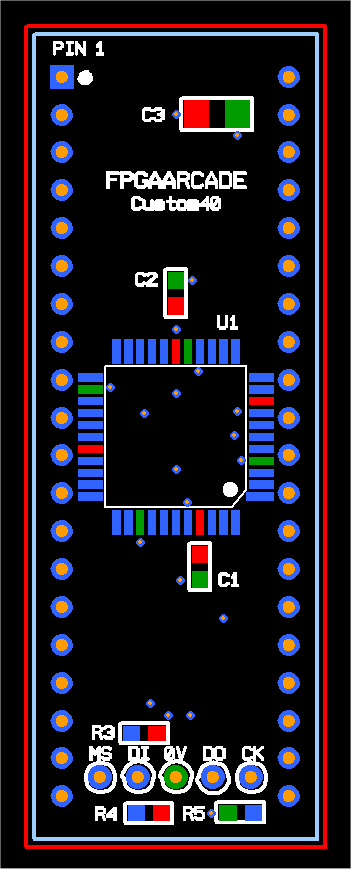 PIN 1
C3
FPGAARCADE
Custom40
C2
U1
C1
R3
MS DI 0V DO CK
R4 R5